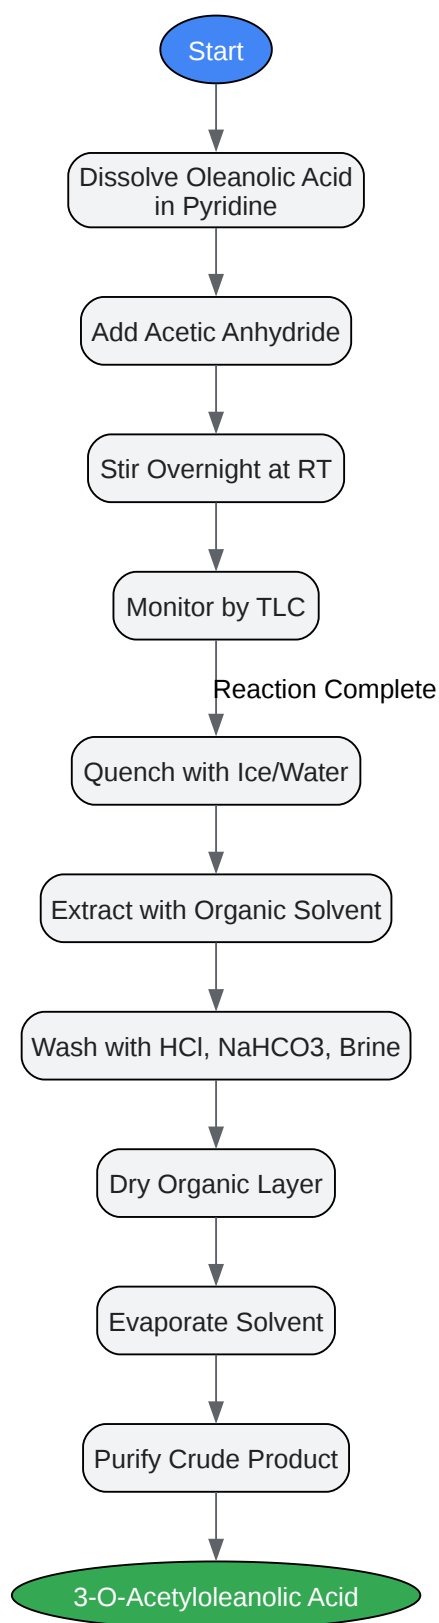 Start
Dissolve Oleanolic Acid
in Pyridine
Add Acetic Anhydride
Stir Overnight at RT
Monitor by TLC
Reaction Complete
Quench with Ice/Water
Extract with Organic Solvent
Wash with HCl, NaHCO3, Brine
Dry Organic Layer
Evaporate Solvent
Purify Crude Product
3-O-Acetyloleanolic Acid